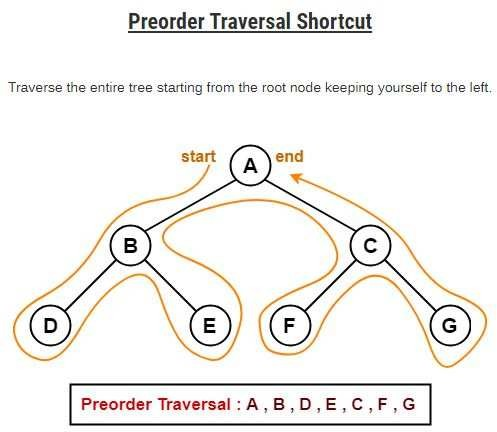 Preorder Traversal Shortcut
Traverse the entire tree starting from the root node keeping yourself to the left.
start A end
B C
D E F G
Preorder Traversal : A , B , D , E , C , F , G